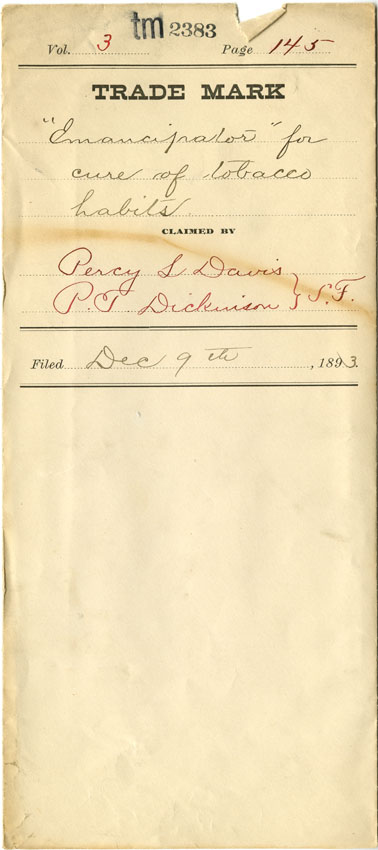 tm 2383
Vol. 3 Page 145
TRADE MARK
"Emancipator" for
cure of tobacco
habits.
CLAIMED BY
Percy L Davis
P. T. Dickinson } S.F.
Filed Dec 9th, 1893.